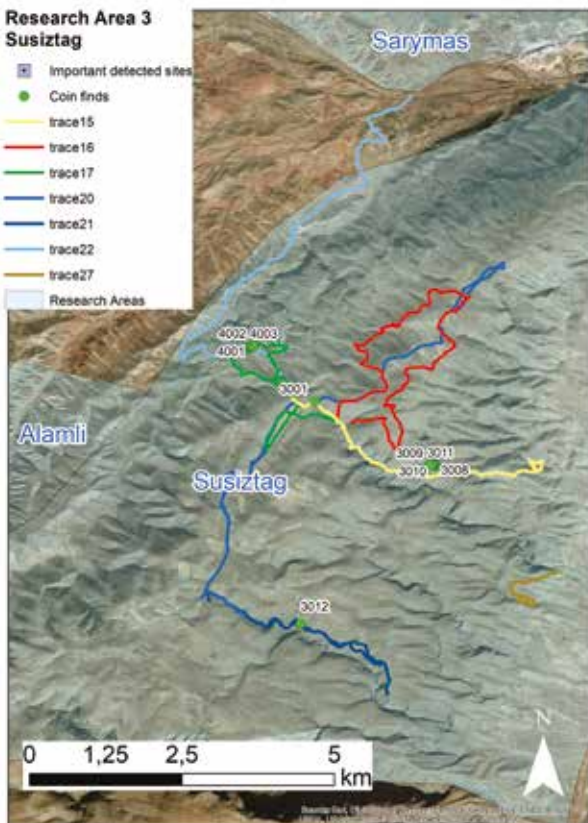 Research Area 3
Susiztag
Important detected sites
Coin finds
trace15
trace16
trace17
trace20
trace21
trace22
trace27
Research Areas
Sarymas
4002 4003
4001
3001
Alamli
3009 3011
3010 3008
Susiztag
3012
N
0 1,25 2,5 5
km